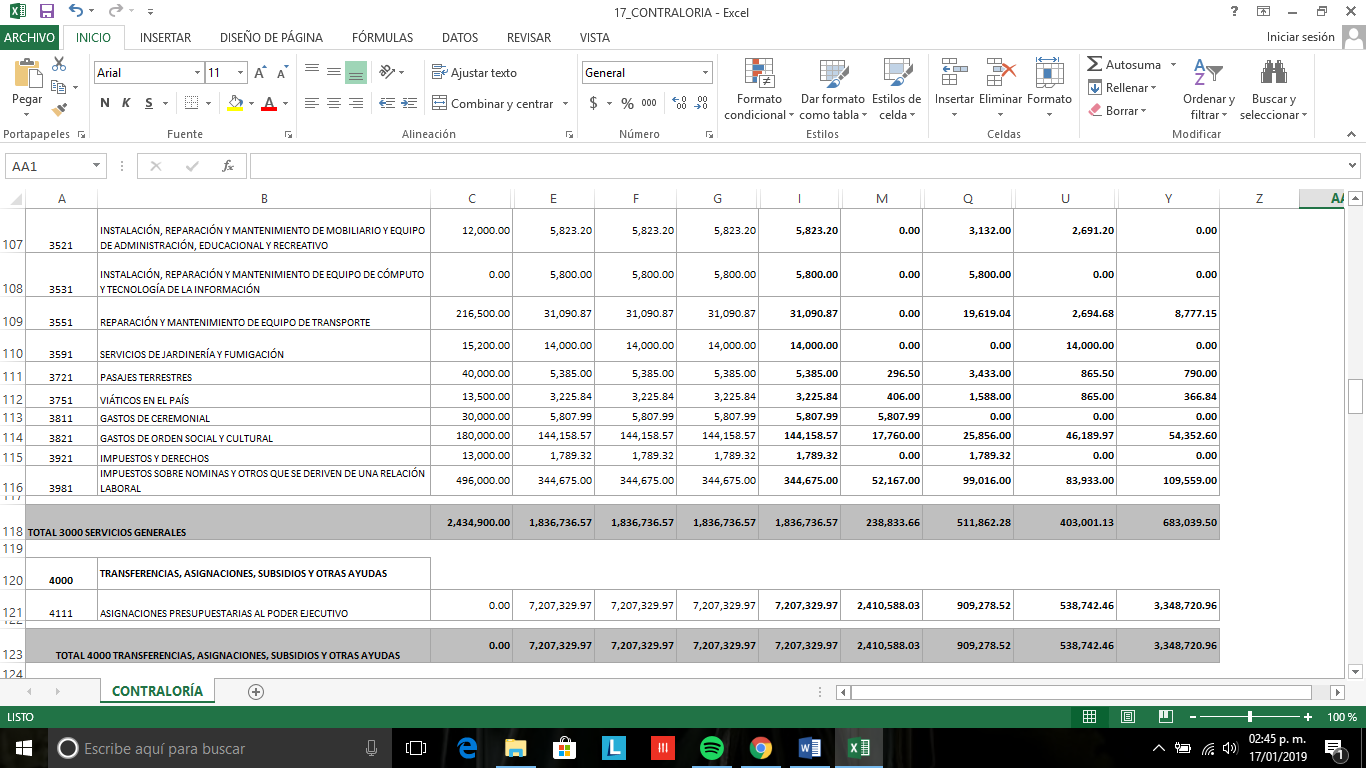 17_CONTRALORIA - Excel
ARCHIVO INICIO INSERTAR DISEÑO DE PÁGINA FÓRMULAS DATOS REVISAR VISTA Iniciar sesión
Pegar
Portapapeles
Arial 11
N K S
Fuente
Ajustar texto
Combinar y centrar
Alineación
General
$ % 000
Número
Formato condicional
Dar formato como tabla
Estilos de celda
Estilos
Insertar Eliminar Formato
Celdas
Autosuma
Rellenar
Borrar
Ordenar y filtrar
Buscar y seleccionar
Modificar
AA1 fx
A B C E F G I M Q U Y Z AA
107 3521 INSTALACIÓN, REPARACIÓN Y MANTENIMIENTO DE MOBILIARIO Y EQUIPO DE ADMINISTRACIÓN, EDUCACIONAL Y RECREATIVO 12,000.00 5,823.20 5,823.20 5,823.20 5,823.20 0.00 3,132.00 2,691.20 0.00
108 3531 INSTALACIÓN, REPARACIÓN Y MANTENIMIENTO DE EQUIPO DE CÓMPUTO Y TECNOLOGÍA DE LA INFORMACIÓN 0.00 5,800.00 5,800.00 5,800.00 5,800.00 0.00 5,800.00 0.00 0.00
109 3551 REPARACIÓN Y MANTENIMIENTO DE EQUIPO DE TRANSPORTE 216,500.00 31,090.87 31,090.87 31,090.87 31,090.87 0.00 19,619.04 2,694.68 8,777.15
110 3591 SERVICIOS DE JARDINERÍA Y FUMIGACIÓN 15,200.00 14,000.00 14,000.00 14,000.00 14,000.00 0.00 0.00 14,000.00 0.00
111 3721 PASAJES TERRESTRES 40,000.00 5,385.00 5,385.00 5,385.00 5,385.00 296.50 3,433.00 865.50 790.00
112 3751 VIÁTICOS EN EL PAÍS 13,500.00 3,225.84 3,225.84 3,225.84 3,225.84 406.00 1,588.00 865.00 366.84
113 3811 GASTOS DE CEREMONIAL 30,000.00 5,807.99 5,807.99 5,807.99 5,807.99 5,807.99 0.00 0.00 0.00
114 3821 GASTOS DE ORDEN SOCIAL Y CULTURAL 180,000.00 144,158.57 144,158.57 144,158.57 144,158.57 17,760.00 25,856.00 46,189.97 54,352.60
115 3921 IMPUESTOS Y DERECHOS 13,000.00 1,789.32 1,789.32 1,789.32 1,789.32 0.00 1,789.32 0.00 0.00
116 3981 IMPUESTOS SOBRE NOMINAS Y OTROS QUE SE DERIVEN DE UNA RELACIÓN LABORAL 496,000.00 344,675.00 344,675.00 344,675.00 344,675.00 52,167.00 99,016.00 83,933.00 109,559.00
117
118 TOTAL 3000 SERVICIOS GENERALES 2,434,900.00 1,836,736.57 1,836,736.57 1,836,736.57 1,836,736.57 238,833.66 511,862.28 403,001.13 683,039.50
119
120 4000 TRANSFERENCIAS, ASIGNACIONES, SUBSIDIOS Y OTRAS AYUDAS
121 4111 ASIGNACIONES PRESUPUESTARIAS AL PODER EJECUTIVO 0.00 7,207,329.97 7,207,329.97 7,207,329.97 7,207,329.97 2,410,588.03 909,278.52 538,742.46 3,348,720.96
122
123 TOTAL 4000 TRANSFERENCIAS, ASIGNACIONES, SUBSIDIOS Y OTRAS AYUDAS 0.00 7,207,329.97 7,207,329.97 7,207,329.97 7,207,329.97 2,410,588.03 909,278.52 538,742.46 3,348,720.96
124
CONTRALORÍA
LISTO 100 %
Escribe aquí para buscar
02:45 p. m.
17/01/2019
1